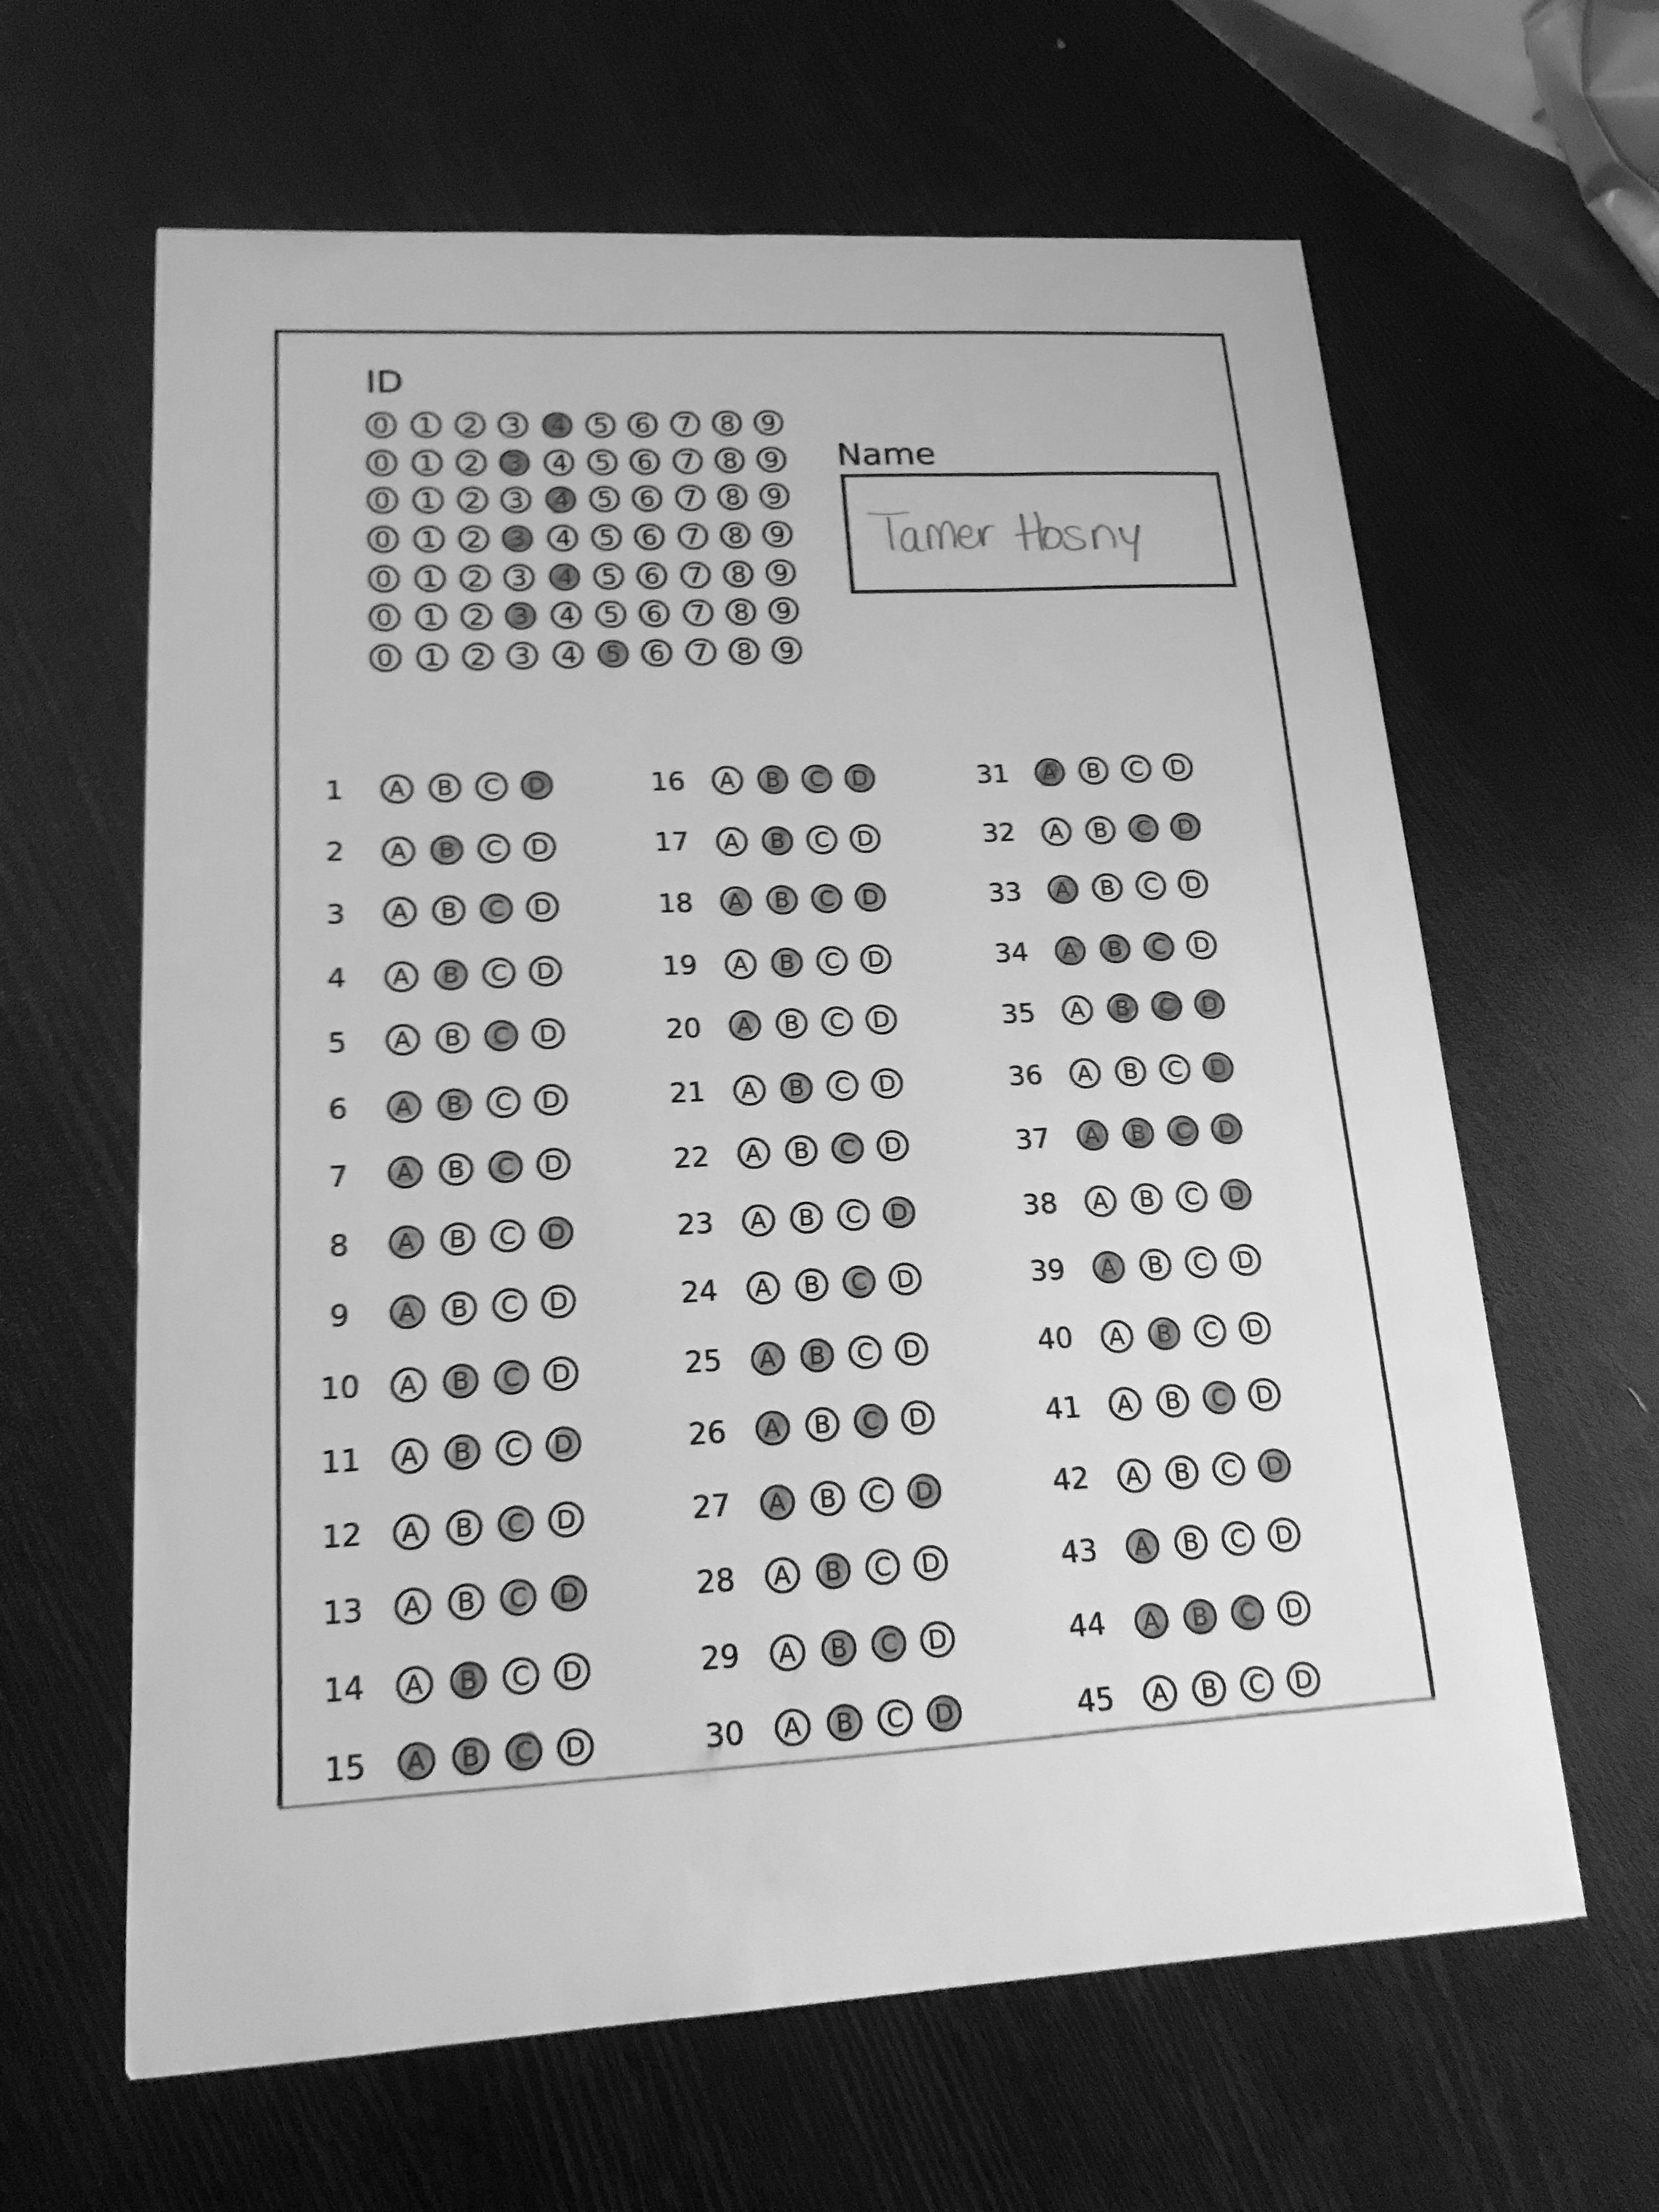 ID
0 1 2 3 4 5 6 7 8 9
0 1 2 3 4 5 6 7 8 9
0 1 2 3 4 5 6 7 8 9
0 1 2 3 4 5 6 7 8 9
0 1 2 3 4 5 6 7 8 9
0 1 2 3 4 5 6 7 8 9
0 1 2 3 4 5 6 7 8 9
Name
Tamer Hosny
1 A B C D
2 A B C D
3 A B C D
4 A B C D
5 A B C D
6 A B C D
7 A B C D
8 A B C D
9 A B C D
10 A B C D
11 A B C D
12 A B C D
13 A B C D
14 A B C D
15 A B C D
16 A B C D
17 A B C D
18 A B C D
19 A B C D
20 A B C D
21 A B C D
22 A B C D
23 A B C D
24 A B C D
25 A B C D
26 A B C D
27 A B C D
28 A B C D
29 A B C D
30 A B C D
31 A B C D
32 A B C D
33 A B C D
34 A B C D
35 A B C D
36 A B C D
37 A B C D
38 A B C D
39 A B C D
40 A B C D
41 A B C D
42 A B C D
43 A B C D
44 A B C D
45 A B C D